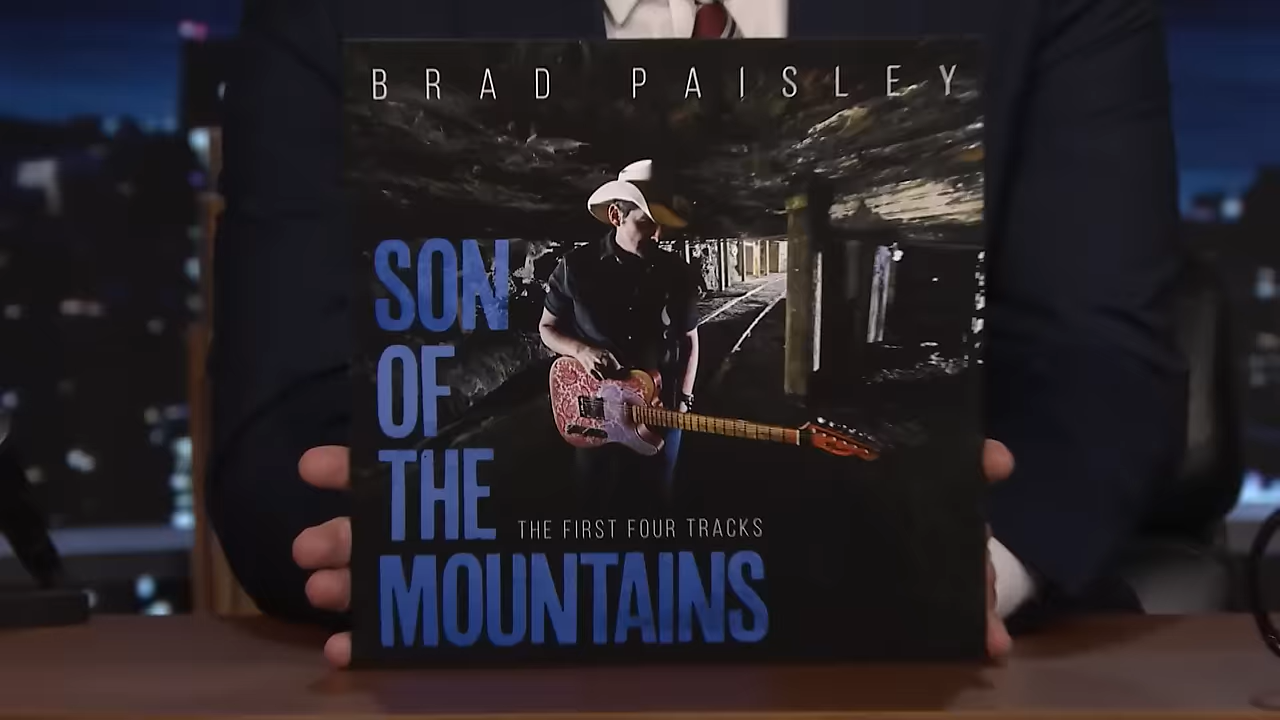 BRAD PAISLEY
SON
OF
THE
THE FIRST FOUR TRACKS
MOUNTAINS